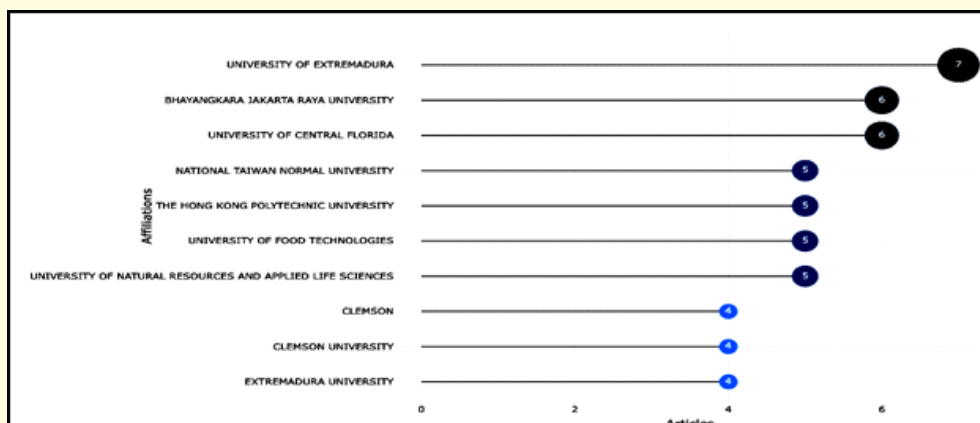 UNIVERSITY OF EXTREMADURA 7
BHAYANGKARA JAKARTA RAYA UNIVERSITY 6
UNIVERSITY OF CENTRAL FLORIDA 6
NATIONAL TAIWAN NORMAL UNIVERSITY 5
THE HONG KONG POLYTECHNIC UNIVERSITY 5
UNIVERSITY OF FOOD TECHNOLOGIES 5
UNIVERSITY OF NATURAL RESOURCES AND APPLIED LIFE SCIENCES 5
CLEMSON 4
CLEMSON UNIVERSITY 4
EXTREMADURA UNIVERSITY 4
Affiliations
0 2 4 6
Articles